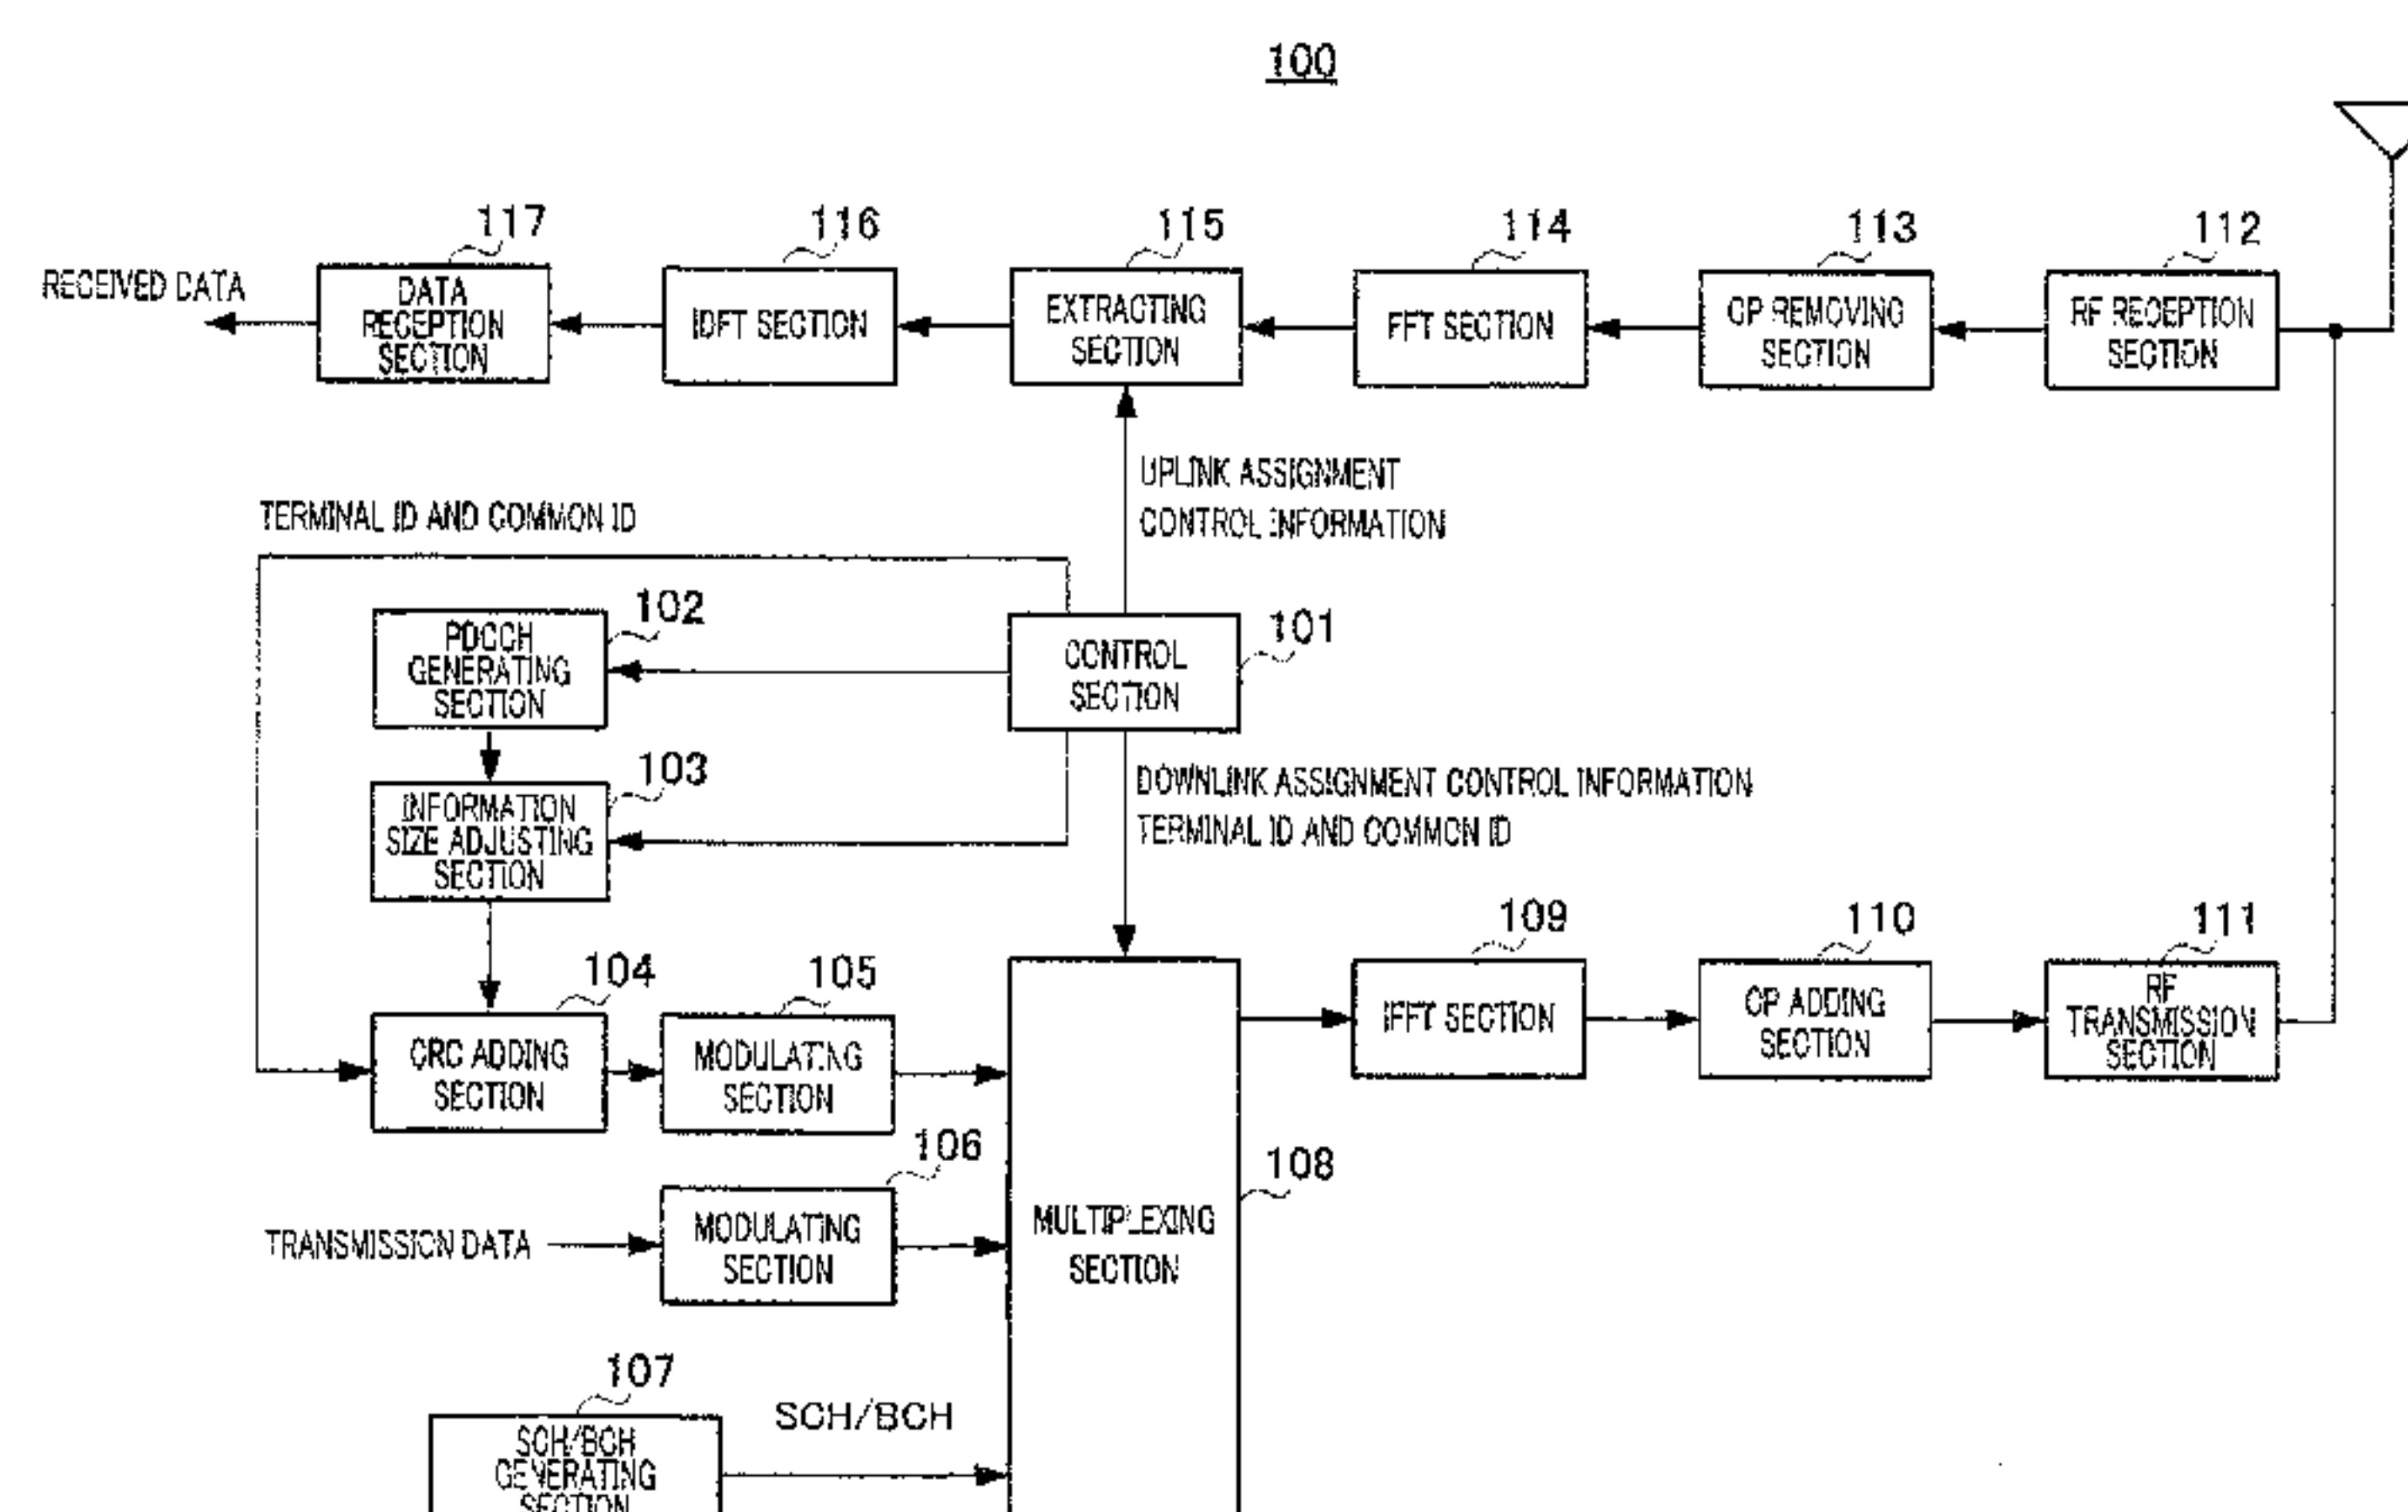 100
117
116
115
114
113
112
RECEIVED DATA
DATA
RECEPTION
SECTION
IDFT SECTION
EXTRACTING
SECTION
FFT SECTION
CP REMOVING
SECTION
RF RECEPTION
SECTION
UPLINK ASSIGNMENT
CONTROL INFORMATION
TERMINAL ID AND COMMON ID
102
PDCCH
GENERATING
SECTION
101
CONTROL
SECTION
103
INFORMATION
SIZE ADJUSTING
SECTION
DOWNLINK ASSIGNMENT CONTROL INFORMATION
TERMINAL ID AND COMMON ID
109
110
111
104
105
IFFT SECTION
CP ADDING
SECTION
RF
TRANSMISSION
SECTION
CRC ADDING
SECTION
MODULATING
SECTION
106
108
TRANSMISSION DATA
MODULATING
SECTION
MULTIPLEXING
SECTION
107
SCH/BCH
SCH/BCH
GENERATING
SECTION